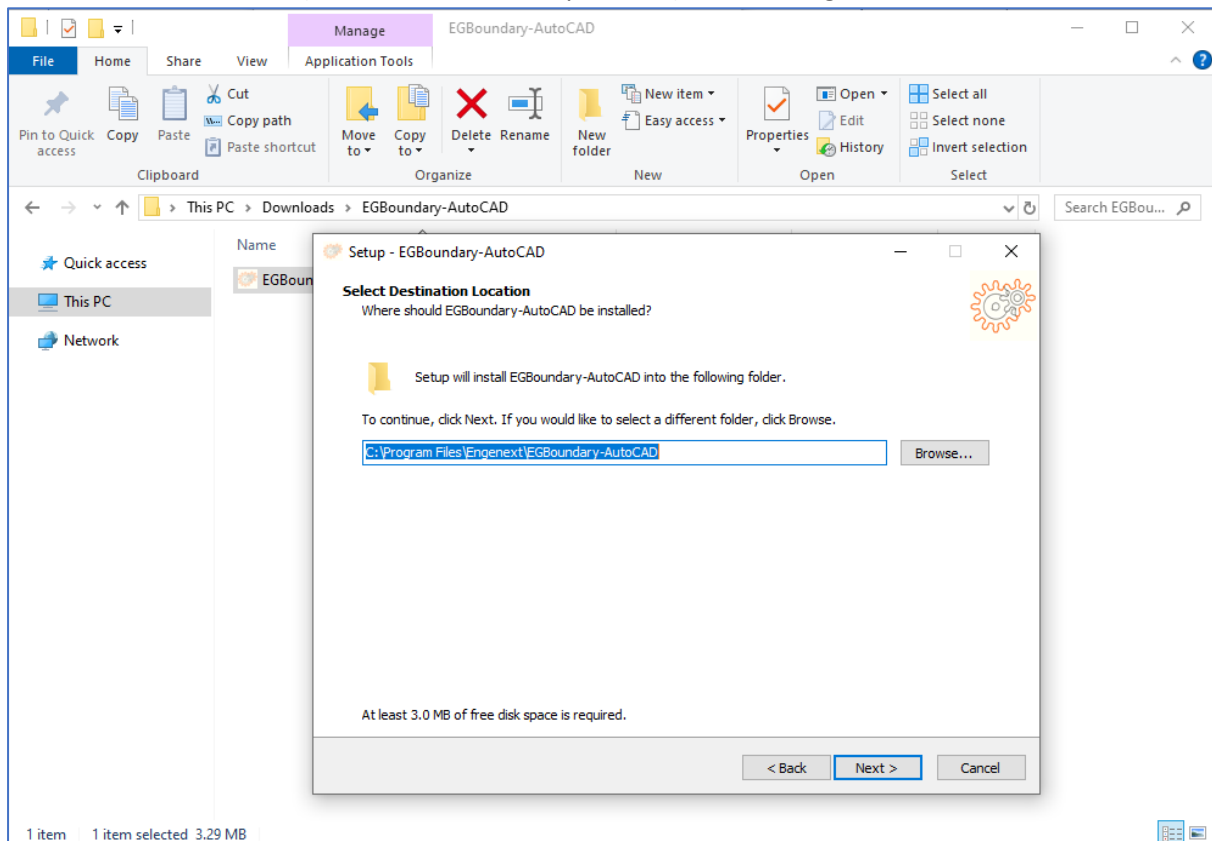 Manage EGBoundary-AutoCAD
File Home Share View Application Tools
Pin to Quick access
Copy
Paste
Cut
Copy path
Paste shortcut
Clipboard
Move to
Copy to
Delete
Rename
Organize
New folder
New item
Easy access
New
Properties
Open
Edit
History
Open
Select all
Select none
Invert selection
Select
This PC > Downloads > EGBoundary-AutoCAD
Search EGBou...
Quick access
This PC
Network
Name
EGBoun
Setup - EGBoundary-AutoCAD
Select Destination Location
Where should EGBoundary-AutoCAD be installed?
Setup will install EGBoundary-AutoCAD into the following folder.
To continue, click Next. If you would like to select a different folder, click Browse.
C:\Program Files\Engenext\EGBoundary-AutoCAD
Browse...
At least 3.0 MB of free disk space is required.
< Back Next > Cancel
1 item 1 item selected 3.29 MB